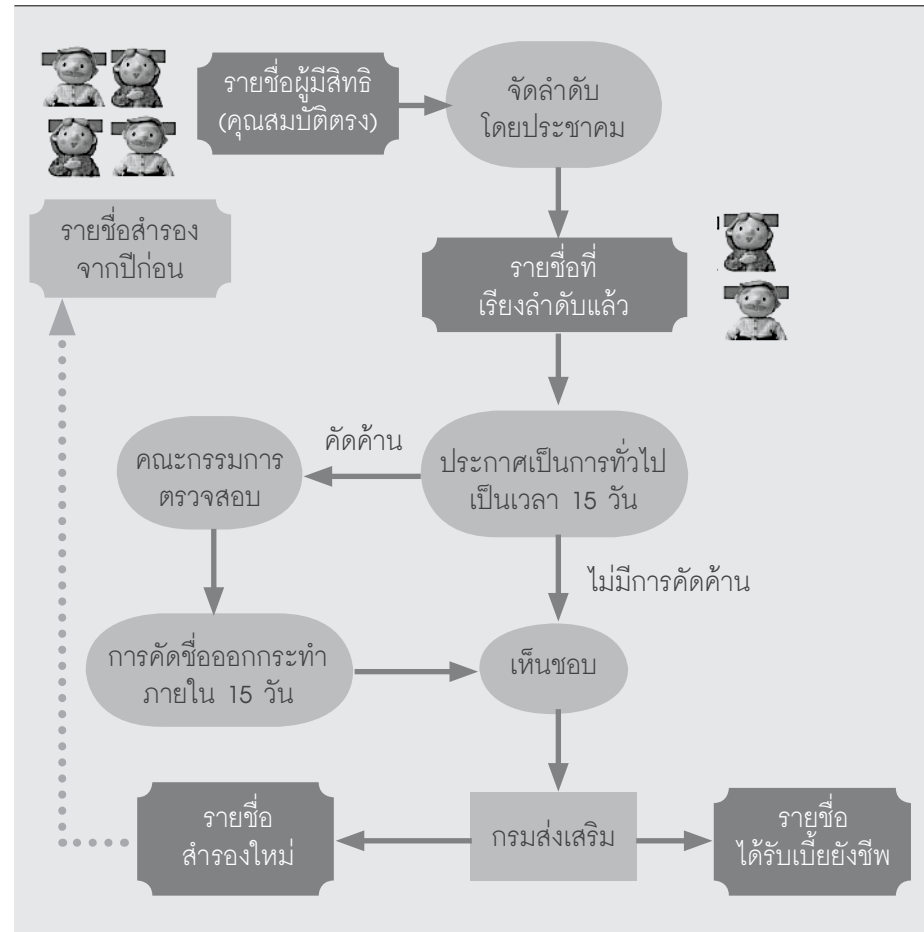 รายชื่อผู้มีสิทธิ
(คุณสมบัติตรง)
จัดลำดับ
โดยประชาคม
รายชื่อสำรอง
จากปีก่อน
รายชื่อที่
เรียงลำดับแล้ว
คัดค้าน
คณะกรรมการ
ตรวจสอบ
ประกาศเป็นการทั่วไป
เป็นเวลา 15 วัน
ไม่มีการคัดค้าน
การคัดชื่อออกกระทำ
ภายใน 15 วัน
เห็นชอบ
รายชื่อ
สำรองใหม่
กรมส่งเสริม
รายชื่อ
ได้รับเบี้ยยังชีพ